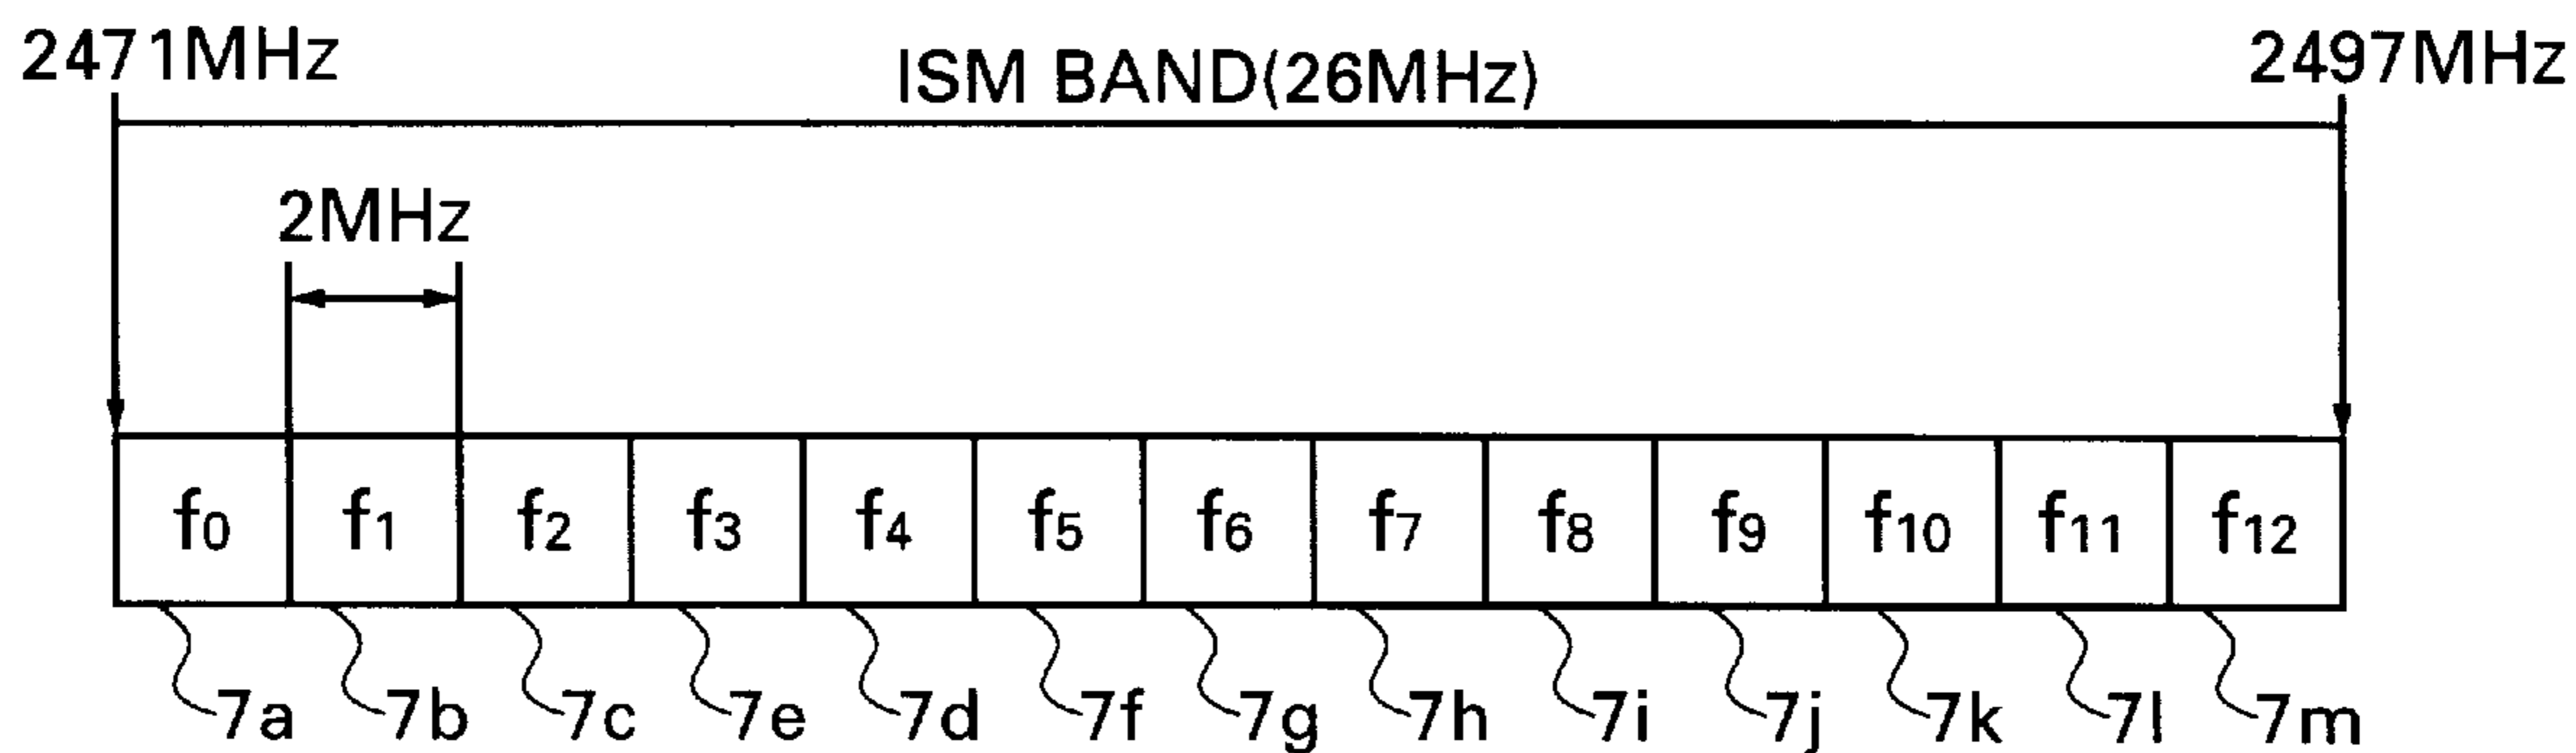 2471MHz ISM BAND(26MHz) 2497MHz
2MHz
f0 f1 f2 f3 f4 f5 f6 f7 f8 f9 f10 f11 f12
7a 7b 7c 7e 7d 7f 7g 7h 7i 7j 7k 7l 7m